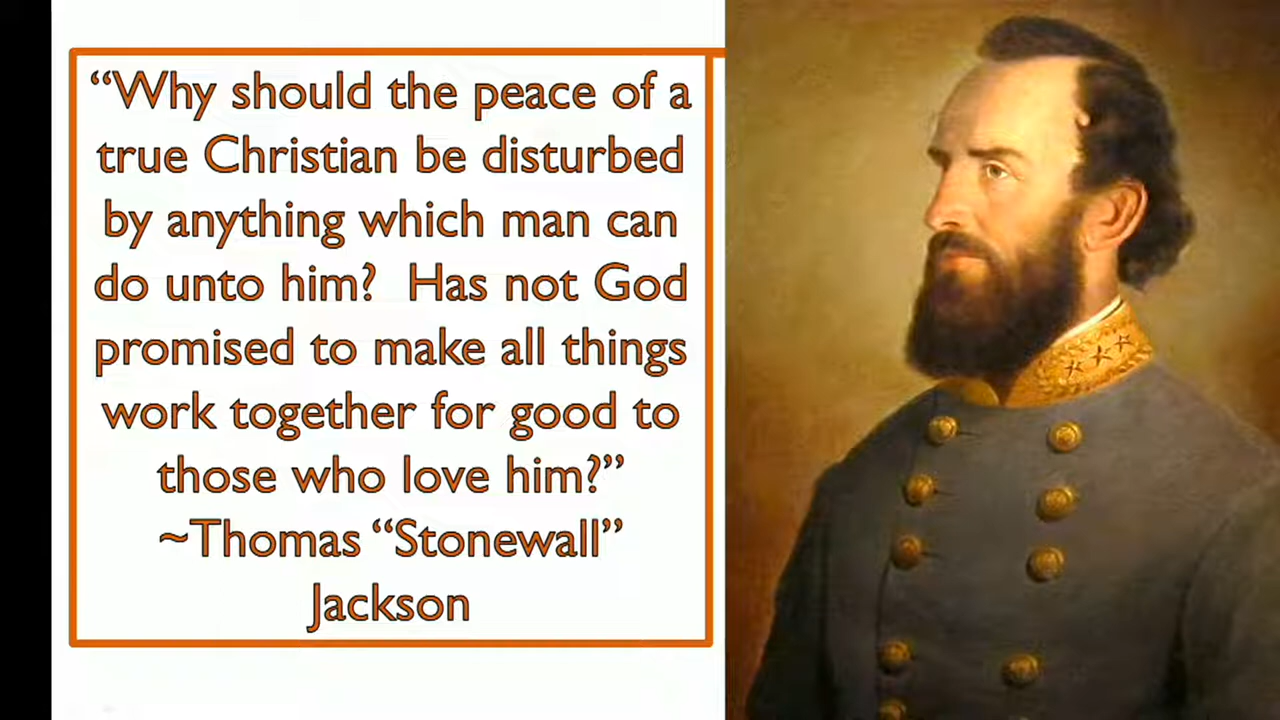 “Why should the peace of a
true Christian be disturbed
by anything which man can
do unto him?  Has not God
promised to make all things
work together for good to
those who love him?”
~Thomas “Stonewall”
Jackson